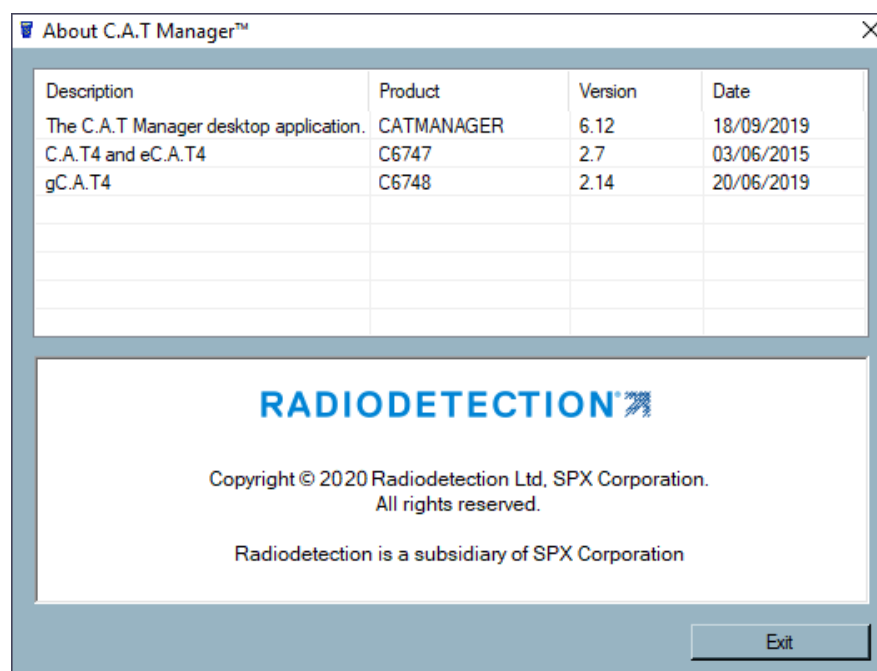 About C.A.T Manager™
Description Product Version Date
The C.A.T Manager desktop application. CATMANAGER 6.12 18/09/2019
C.A.T4 and eC.A.T4 C6747 2.7 03/06/2015
gC.A.T4 C6748 2.14 20/06/2019
RADIODETECTION®
Copyright © 2020 Radiodetection Ltd, SPX Corporation.
All rights reserved.
Radiodetection is a subsidiary of SPX Corporation
Exit